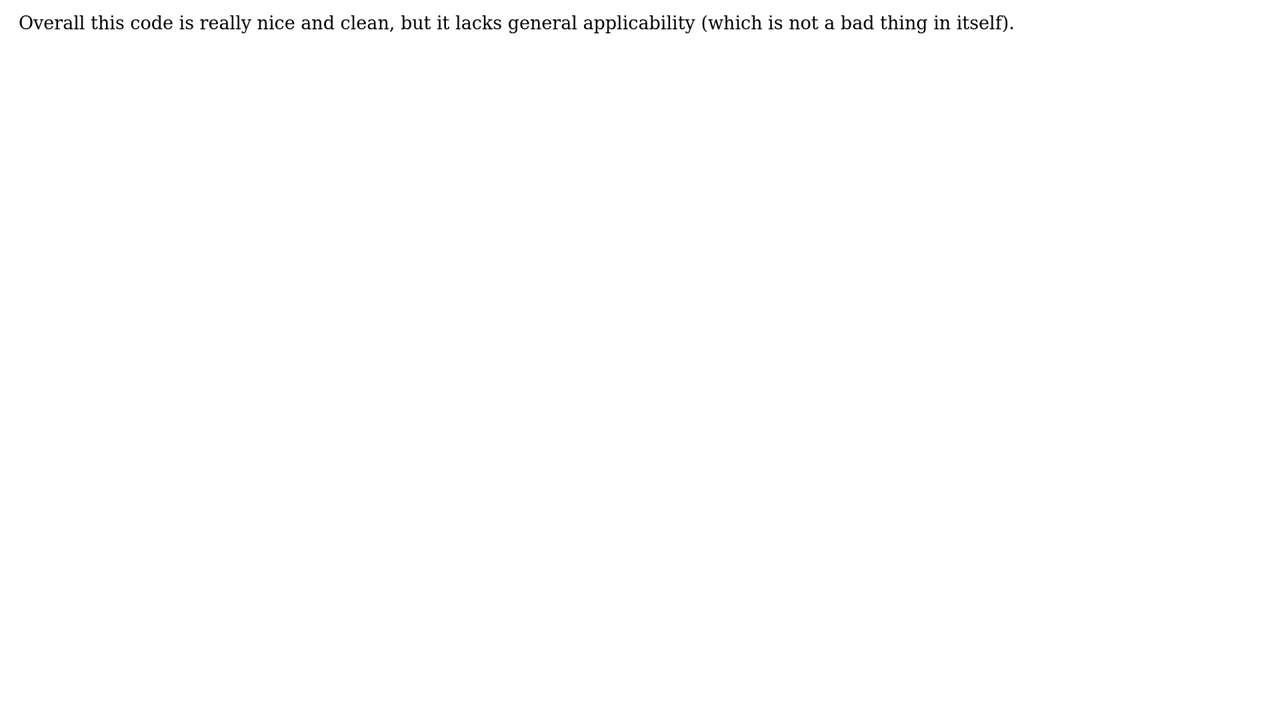 Overall this code is really nice and clean, but it lacks general applicability (which is not a bad thing in itself).